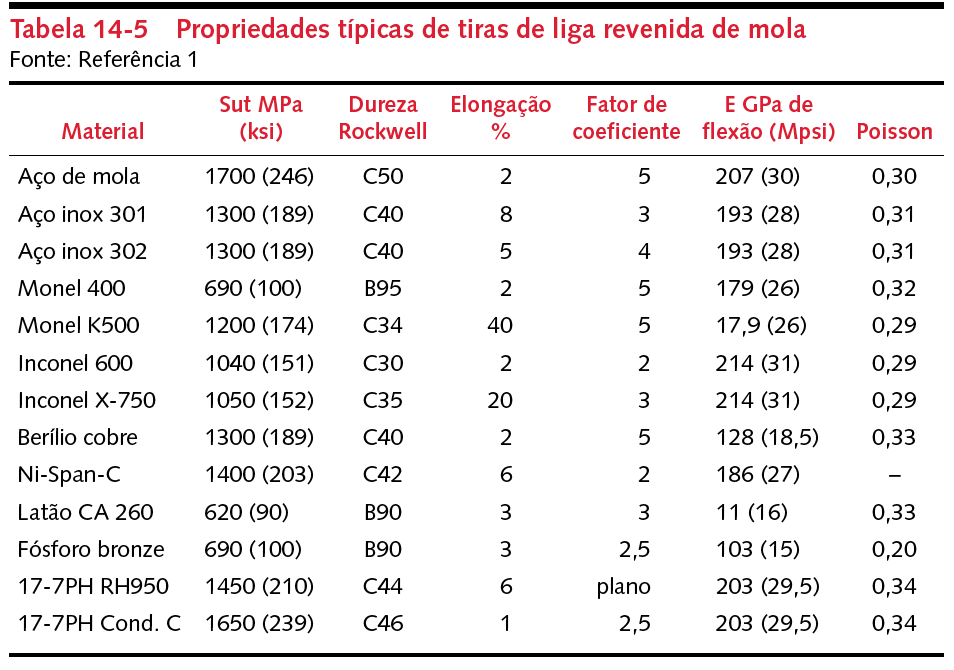 Tabela 14-5 Propriedades típicas de tiras de liga revenida de mola
Fonte: Referência 1
Material Sut MPa (ksi) Dureza Rockwell Elongação % Fator de coeficiente E GPa de flexão (Mpsi) Poisson
Aço de mola 1700 (246) C50 2 5 207 (30) 0,30
Aço inox 301 1300 (189) C40 8 3 193 (28) 0,31
Aço inox 302 1300 (189) C40 5 4 193 (28) 0,31
Monel 400 690 (100) B95 2 5 179 (26) 0,32
Monel K500 1200 (174) C34 40 5 17,9 (26) 0,29
Inconel 600 1040 (151) C30 2 2 214 (31) 0,29
Inconel X-750 1050 (152) C35 20 3 214 (31) 0,29
Berílio cobre 1300 (189) C40 2 5 128 (18,5) 0,33
Ni-Span-C 1400 (203) C42 6 2 186 (27) –
Latão CA 260 620 (90) B90 3 3 11 (16) 0,33
Fósforo bronze 690 (100) B90 3 2,5 103 (15) 0,20
17-7PH RH950 1450 (210) C44 6 plano 203 (29,5) 0,34
17-7PH Cond. C 1650 (239) C46 1 2,5 203 (29,5) 0,34